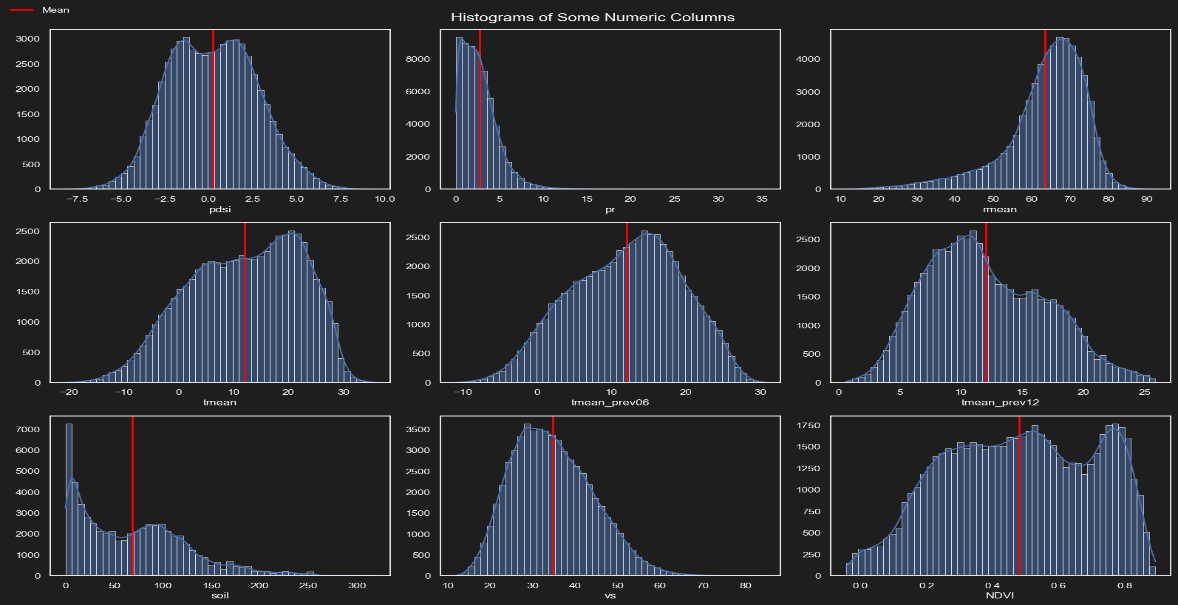 Mean
Histograms of Some Numeric Columns
3000
2500
2000
1500
1000
500
0
−7.5 −5.0 −2.5 0.0 2.5 5.0 7.5 10.0
pdsi
8000
6000
4000
2000
0
0 5 10 15 20 25 30 35
pr
4000
3000
2000
1000
0
10 20 30 40 50 60 70 80 90
rmean
2500
2000
1500
1000
500
0
−20 −10 0 10 20 30
tmean
2500
2000
1500
1000
500
0
−10 0 10 20 30
tmean_prev06
2500
2000
1500
1000
500
0
0 5 10 15 20 25
tmean_prev12
7000
6000
5000
4000
3000
2000
1000
0
0 50 100 150 200 250 300
soil
3500
3000
2500
2000
1500
1000
500
0
10 20 30 40 50 60 70 80
vs
1750
1500
1250
1000
750
500
250
0
0.0 0.2 0.4 0.6 0.8
NDVI